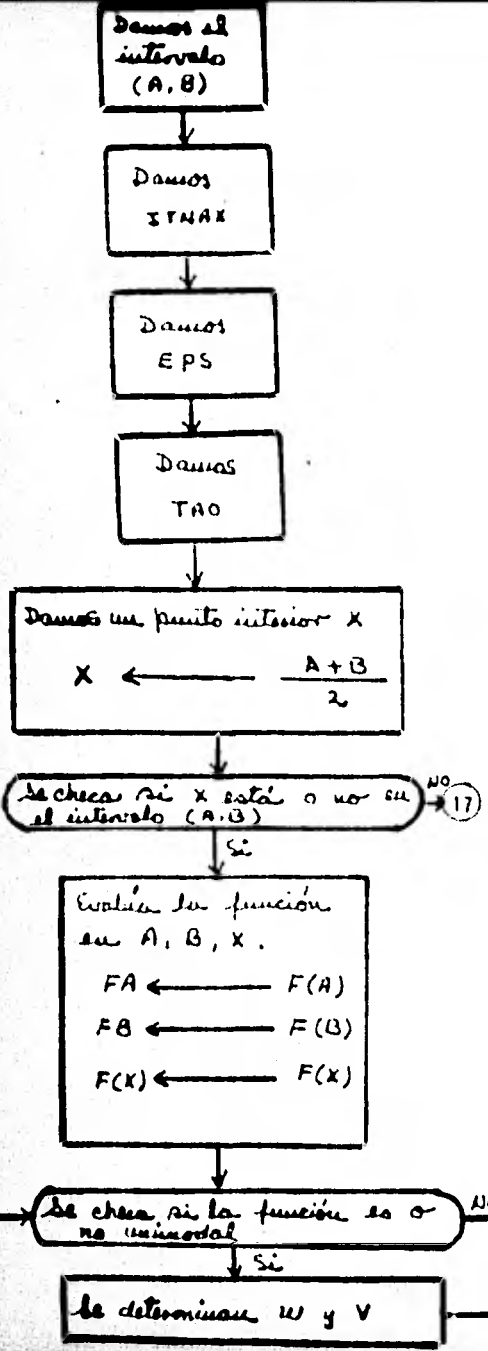 Damos el
intervalo
(A, B)
Damos
ITMAX
Damos
EPS
Damos
TAO
Damos un punto interior X
X ← A + B
2
Se checa si X está o no en
el intervalo (A,B)
NO
17
Si
Evalúa la función
en A, B, X.
FA ← F(A)
FB ← F(B)
F(X) ← F(X)
Se checa si la función es o
no unimodal
No
Si
Se determinan W y V